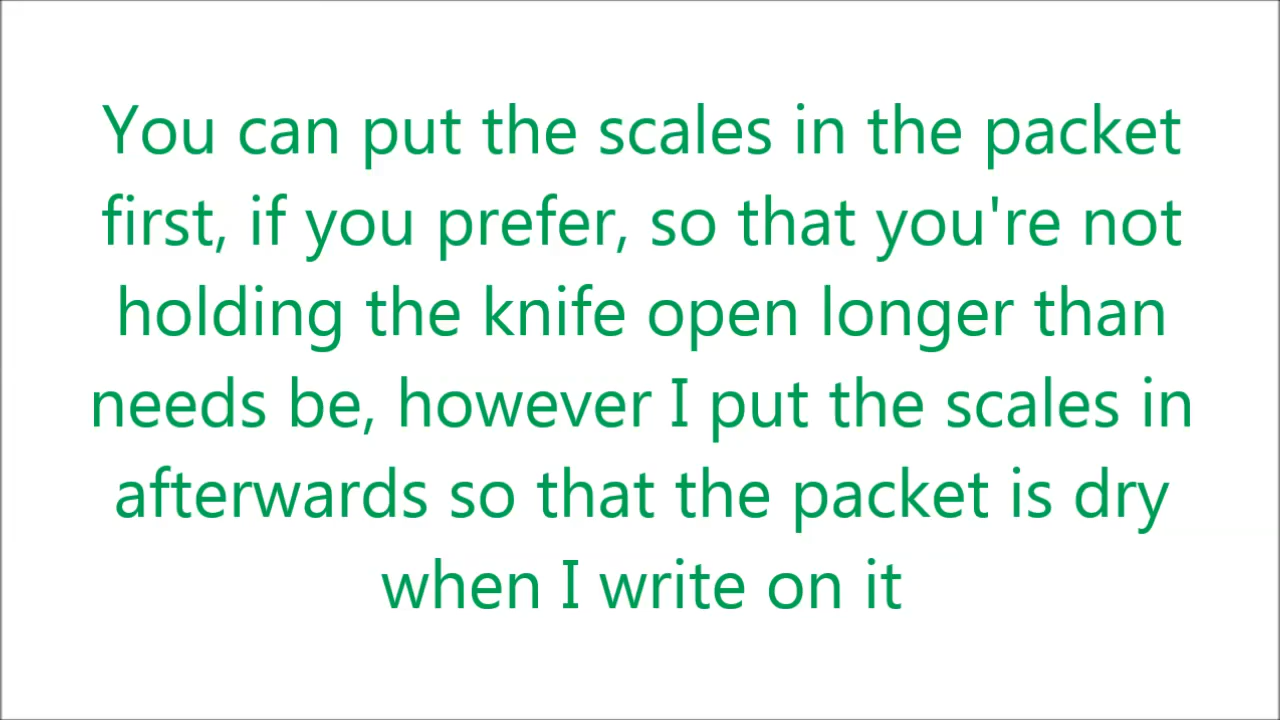 You can put the scales in the packet
first, if you prefer, so that you're not
holding the knife open longer than
needs be, however I put the scales in
afterwards so that the packet is dry
when I write on it